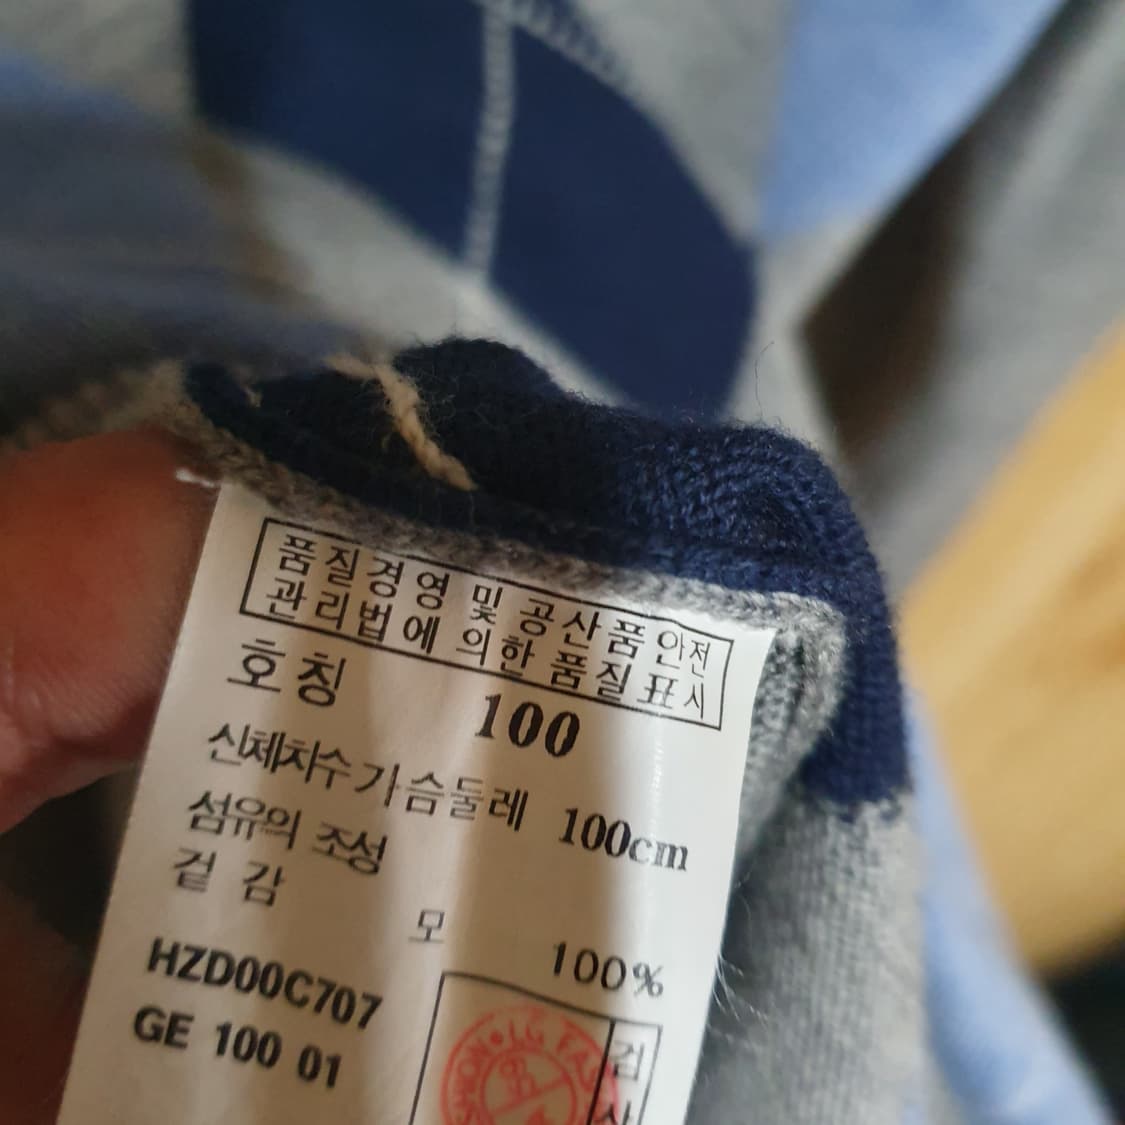 품질경영 및 공산품안전
관리법에 의한 품질표시
호칭 100
신체치수 가슴둘레 100cm
섬유의 조성
겉감
모 100%
HZD00C707
GE 100 01
검
사